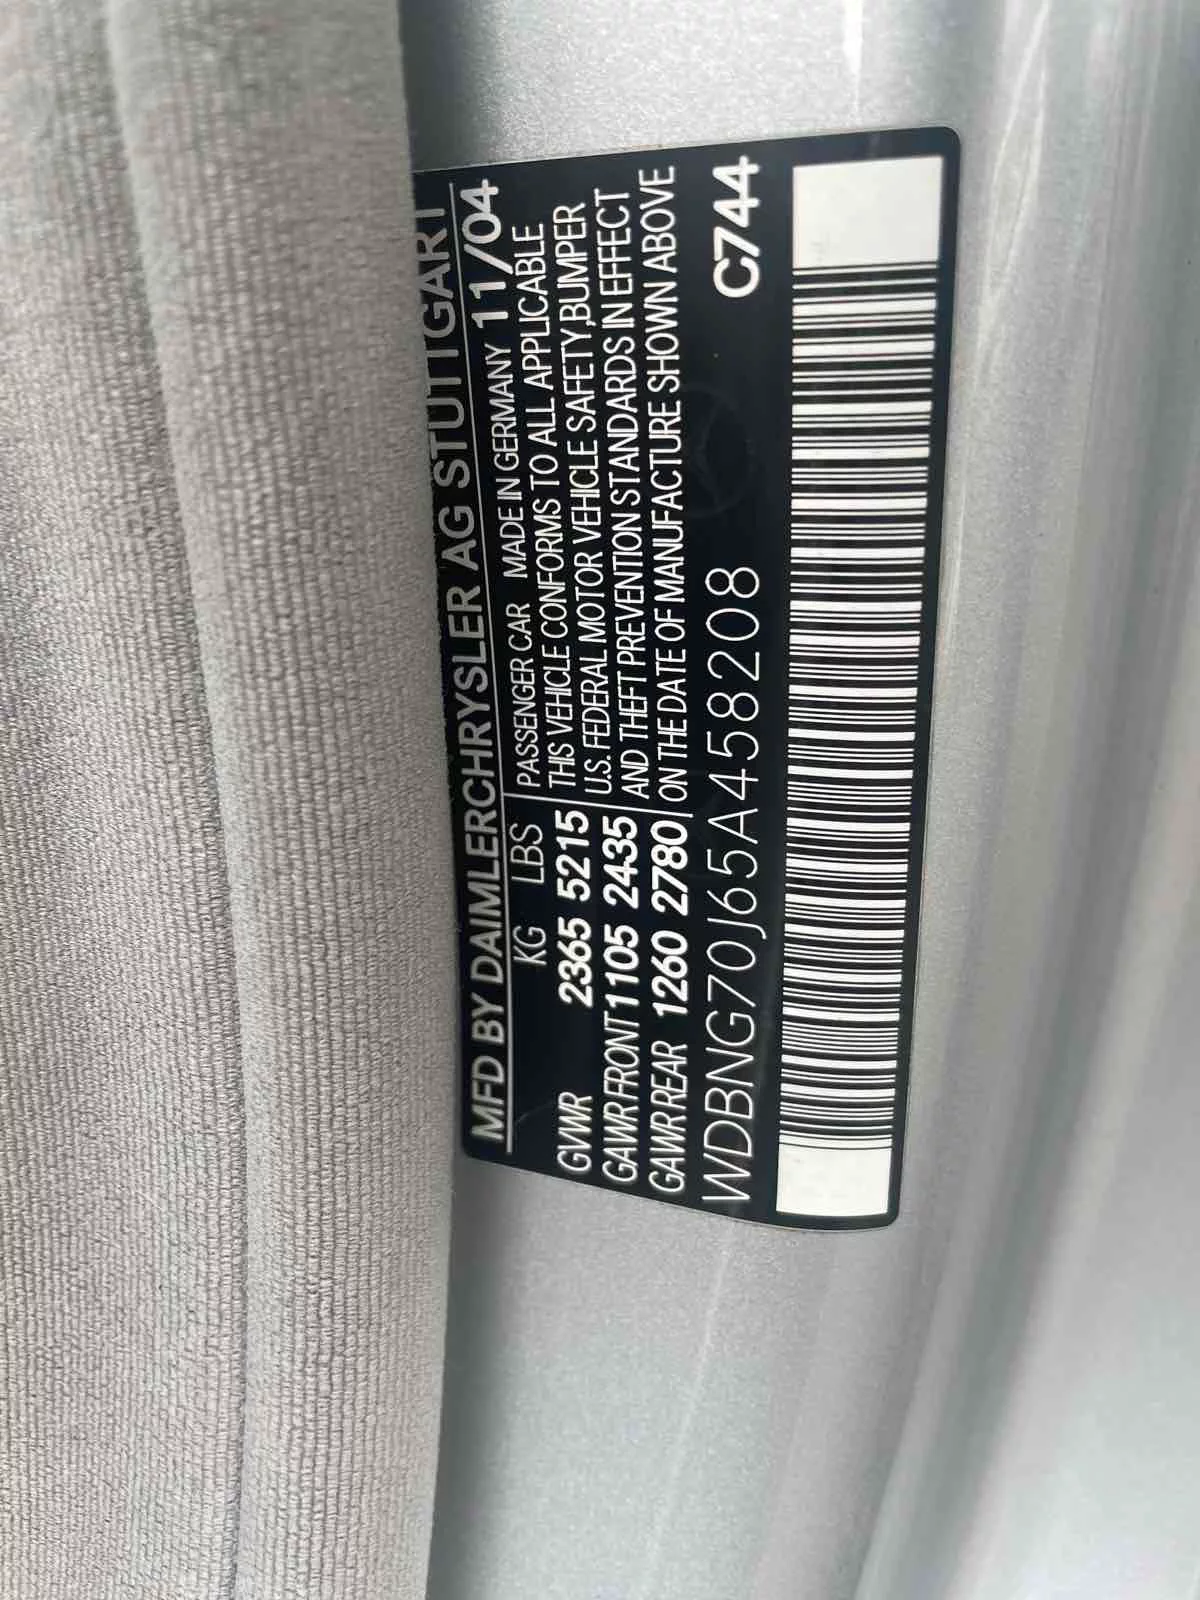 MFD BY DAIMLERCHRYSLER AG STUTTGART
KG LBS PASSENGER CAR MADE IN GERMANY 11/04
GVWR 2365 5215 THIS VEHICLE CONFORMS TO ALL APPLICABLE
U.S. FEDERAL MOTOR VEHICLE SAFETY,BUMPER
GAWR FRONT 1105 2435 AND THEFT PREVENTION STANDARDS IN EFFECT
GAWR REAR 1260 2780 ON THE DATE OF MANUFACTURE SHOWN ABOVE
WDBNG70J65A458208 C744